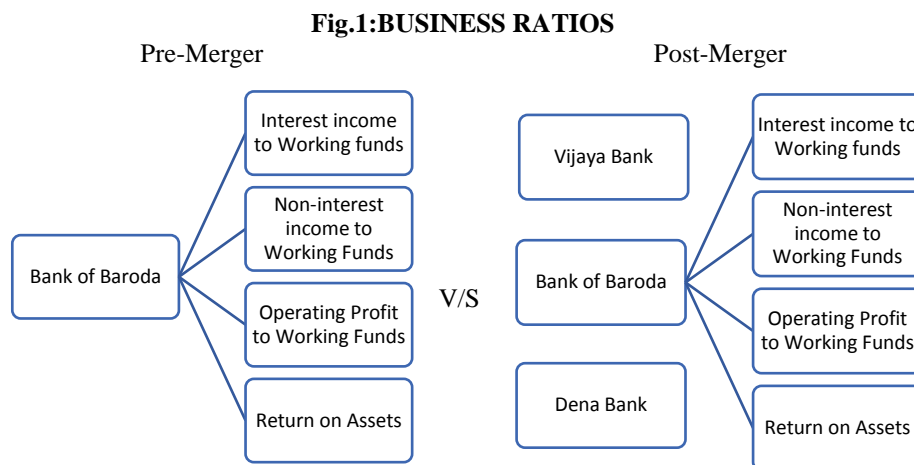 Fig.1:BUSINESS RATIOS
Pre-Merger
Bank of Baroda
Interest income
to Working funds
Non-interest
income to
Working Funds
Operating Profit
to Working Funds
Return on Assets
V/S
Post-Merger
Vijaya Bank
Bank of Baroda
Dena Bank
Interest income to
Working funds
Non-interest
income to
Working Funds
Operating Profit
to Working Funds
Return on Assets